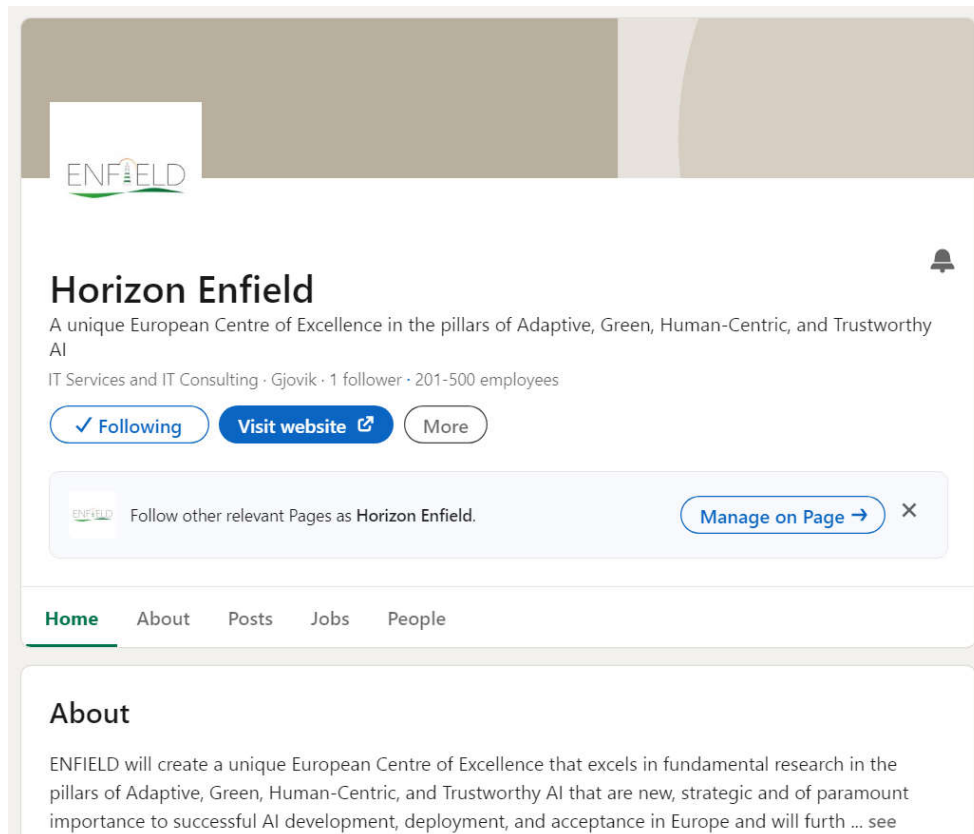 ENFIELD
Horizon Enfield
A unique European Centre of Excellence in the pillars of Adaptive, Green, Human-Centric, and Trustworthy
AI
IT Services and IT Consulting · Gjovik · 1 follower · 201-500 employees
✓ Following
Visit website
More
ENFIELD
Follow other relevant Pages as Horizon Enfield.
Manage on Page →
Home
About
Posts
Jobs
People
About
ENFIELD will create a unique European Centre of Excellence that excels in fundamental research in the
pillars of Adaptive, Green, Human-Centric, and Trustworthy AI that are new, strategic and of paramount
importance to successful AI development, deployment, and acceptance in Europe and will furth ... see